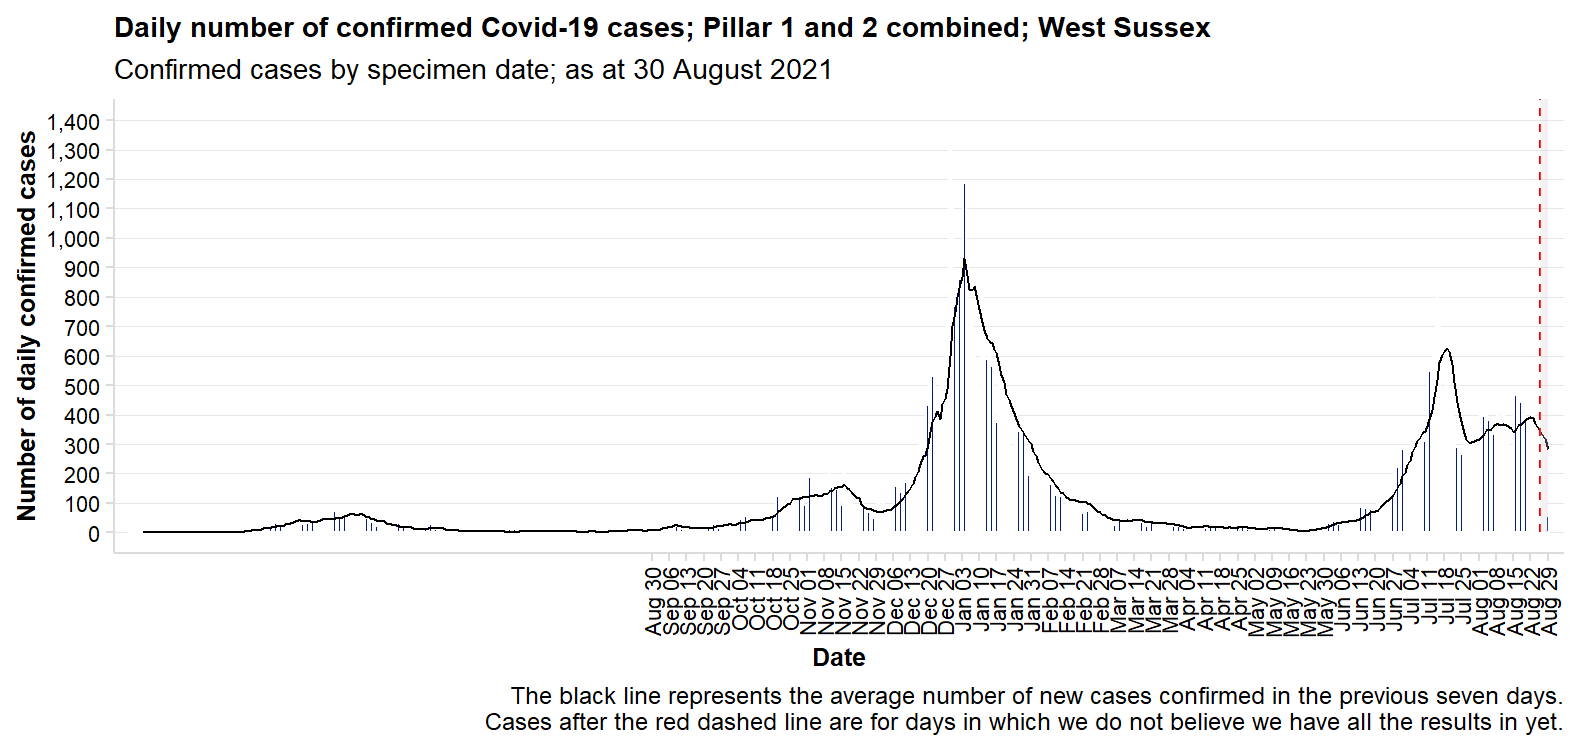 Daily number of confirmed Covid-19 cases; Pillar 1 and 2 combined; West Sussex
Confirmed cases by specimen date; as at 30 August 2021
Number of daily confirmed cases
1,400
1,300
1,200
1,100
1,000
900
800
700
600
500
400
300
200
100
0
Aug 30
Sep 06
Sep 13
Sep 20
Sep 27
Oct 04
Oct 11
Oct 18
Oct 25
Nov 01
Nov 08
Nov 15
Nov 22
Nov 29
Dec 06
Dec 13
Dec 20
Dec 27
Jan 03
Jan 10
Jan 17
Jan 24
Jan 31
Feb 07
Feb 14
Feb 21
Feb 28
Mar 07
Mar 14
Mar 21
Mar 28
Apr 04
Apr 11
Apr 18
Apr 25
May 02
May 09
May 16
May 23
May 30
Jun 06
Jun 13
Jun 20
Jun 27
Jul 04
Jul 11
Jul 18
Jul 25
Aug 01
Aug 08
Aug 15
Aug 22
Aug 29
Date
The black line represents the average number of new cases confirmed in the previous seven days.
Cases after the red dashed line are for days in which we do not believe we have all the results in yet.